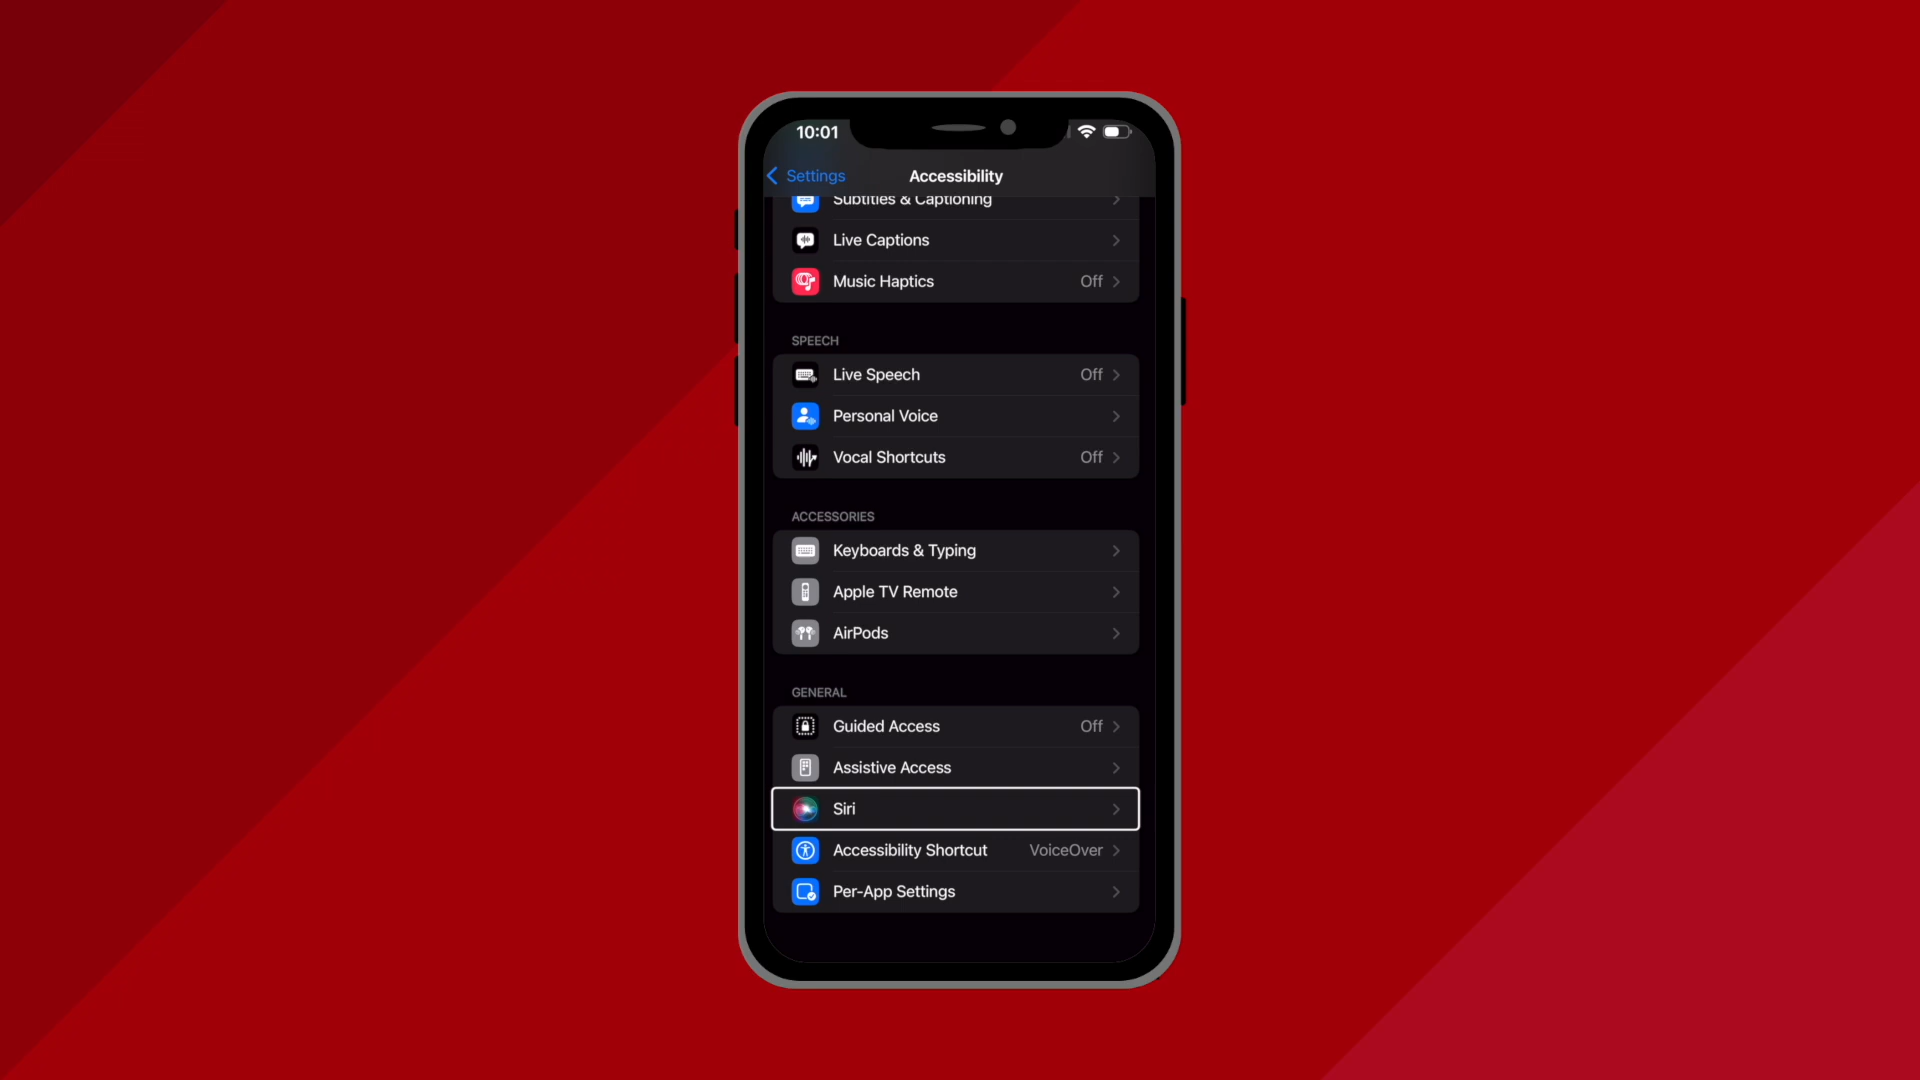 10:01
Settings
Accessibility
Subtitles & Captioning
Live Captions
Music Haptics Off
SPEECH
Live Speech Off
Personal Voice
Vocal Shortcuts Off
ACCESSORIES
Keyboards & Typing
Apple TV Remote
AirPods
GENERAL
Guided Access Off
Assistive Access
Siri
Accessibility Shortcut VoiceOver
Per-App Settings